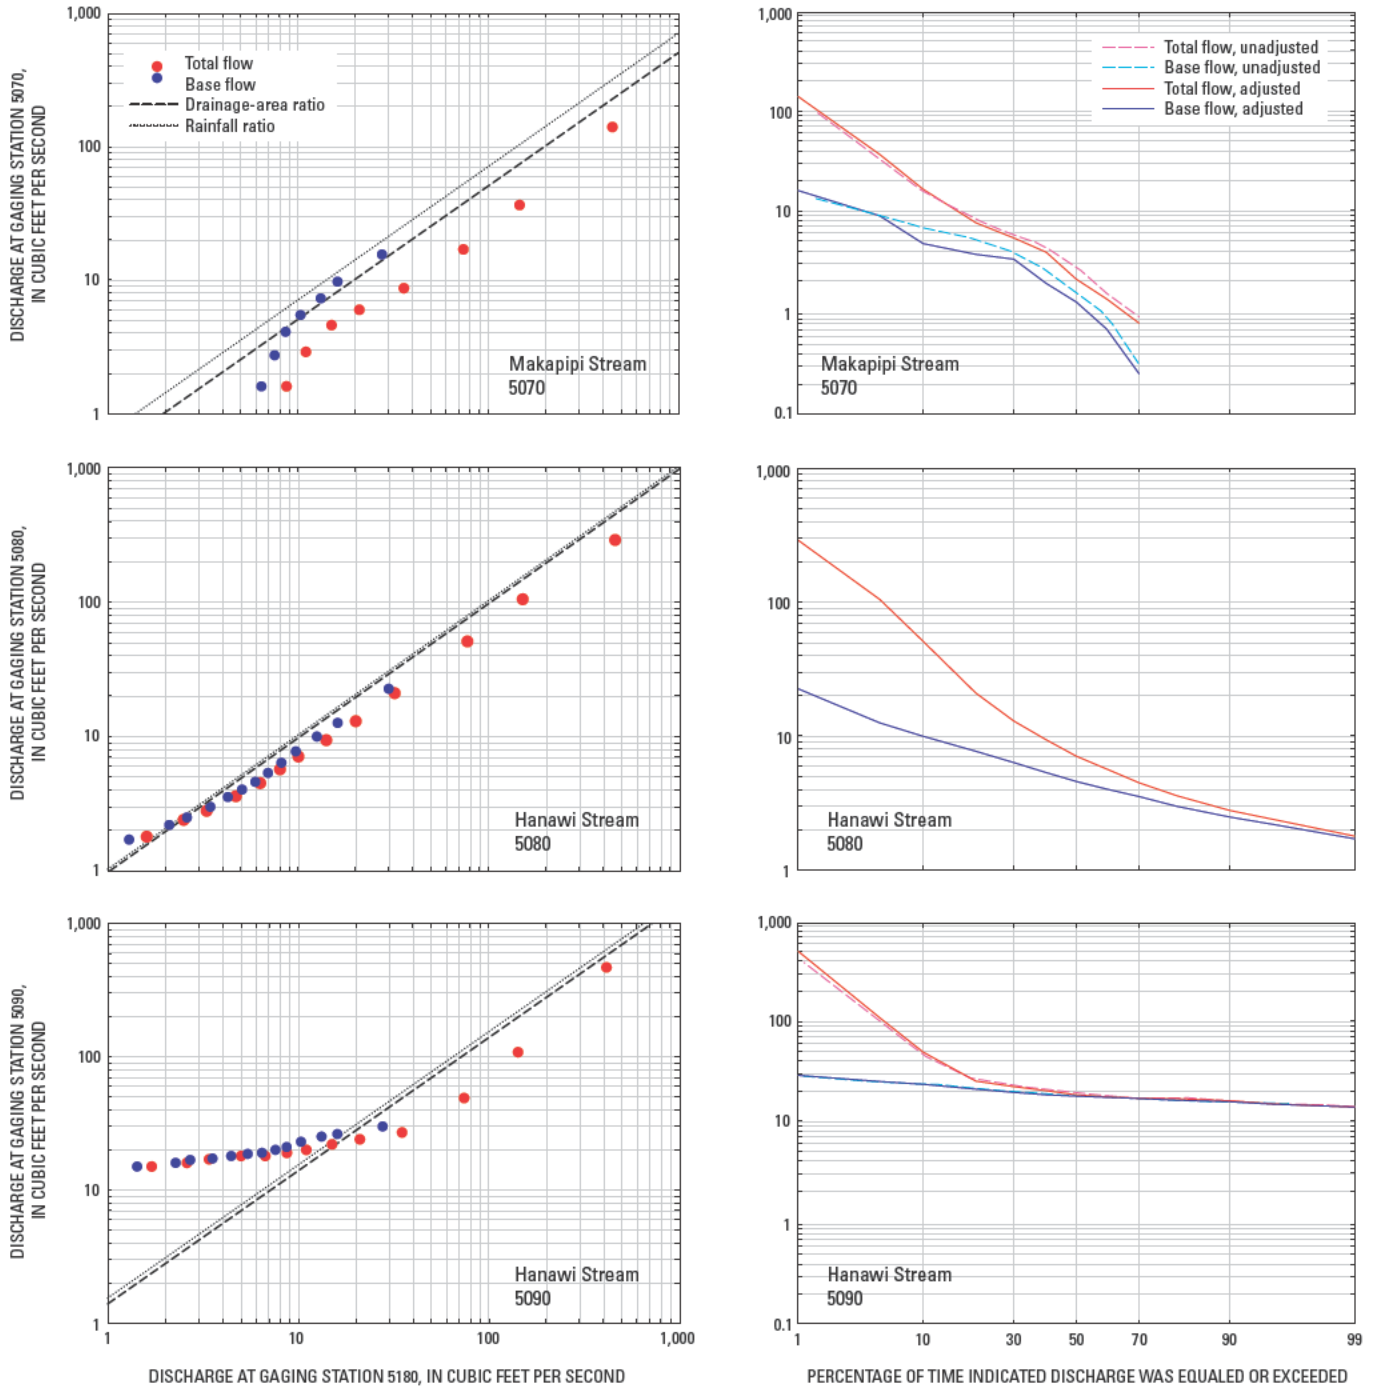 DISCHARGE AT GAGING STATION 5070,
IN CUBIC FEET PER SECOND
1,000
100
10
1
Total flow
Base flow
Drainage-area ratio
Rainfall ratio
Makapipi Stream
5070
1,000
100
10
1
0.1
Total flow, unadjusted
Base flow, unadjusted
Total flow, adjusted
Base flow, adjusted
Makapipi Stream
5070
DISCHARGE AT GAGING STATION 5080,
IN CUBIC FEET PER SECOND
1,000
100
10
1
Hanawi Stream
5080
1,000
100
10
1
Hanawi Stream
5080
DISCHARGE AT GAGING STATION 5090,
IN CUBIC FEET PER SECOND
1,000
100
10
1
Hanawi Stream
5090
1 10 100 1,000
DISCHARGE AT GAGING STATION 5180, IN CUBIC FEET PER SECOND
1,000
100
10
1
0.1
Hanawi Stream
5090
1 10 30 50 70 90 99
PERCENTAGE OF TIME INDICATED DISCHARGE WAS EQUALED OR EXCEEDED